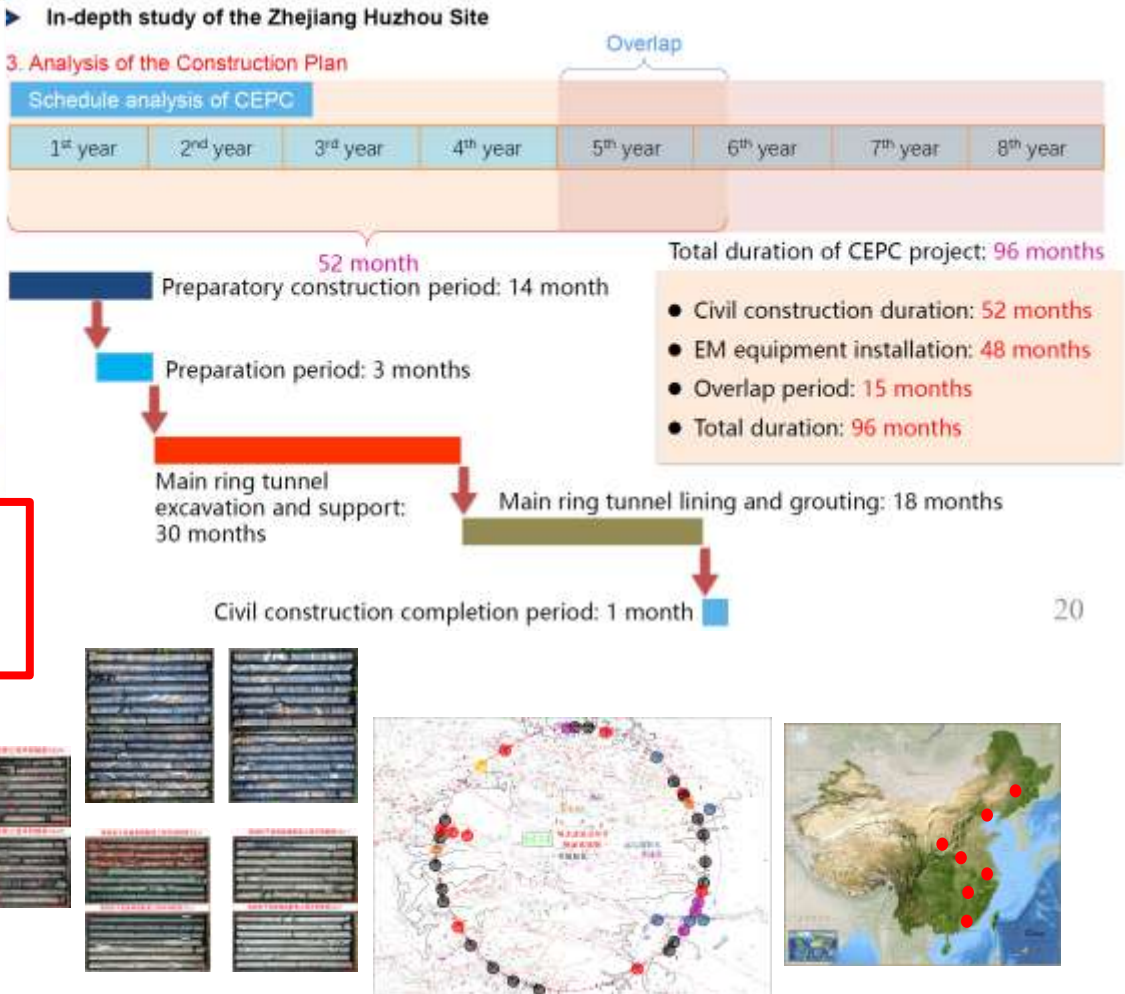 In-depth study of the Zhejiang Huzhou Site
Overlap
3. Analysis of the Construction Plan
Schedule analysis of CEPC
1st year
2nd year
3rd year
4th year
5th year
6th year
7th year
8th year
52 month
Total duration of CEPC project: 96 months
Preparatory construction period: 14 month
Civil construction duration: 52 months
EM equipment installation: 48 months
Overlap period: 15 months
Total duration: 96 months
Preparation period: 3 months
Main ring tunnel
excavation and support:
30 months
Main ring tunnel lining and grouting: 18 months
Civil construction completion period: 1 month
20